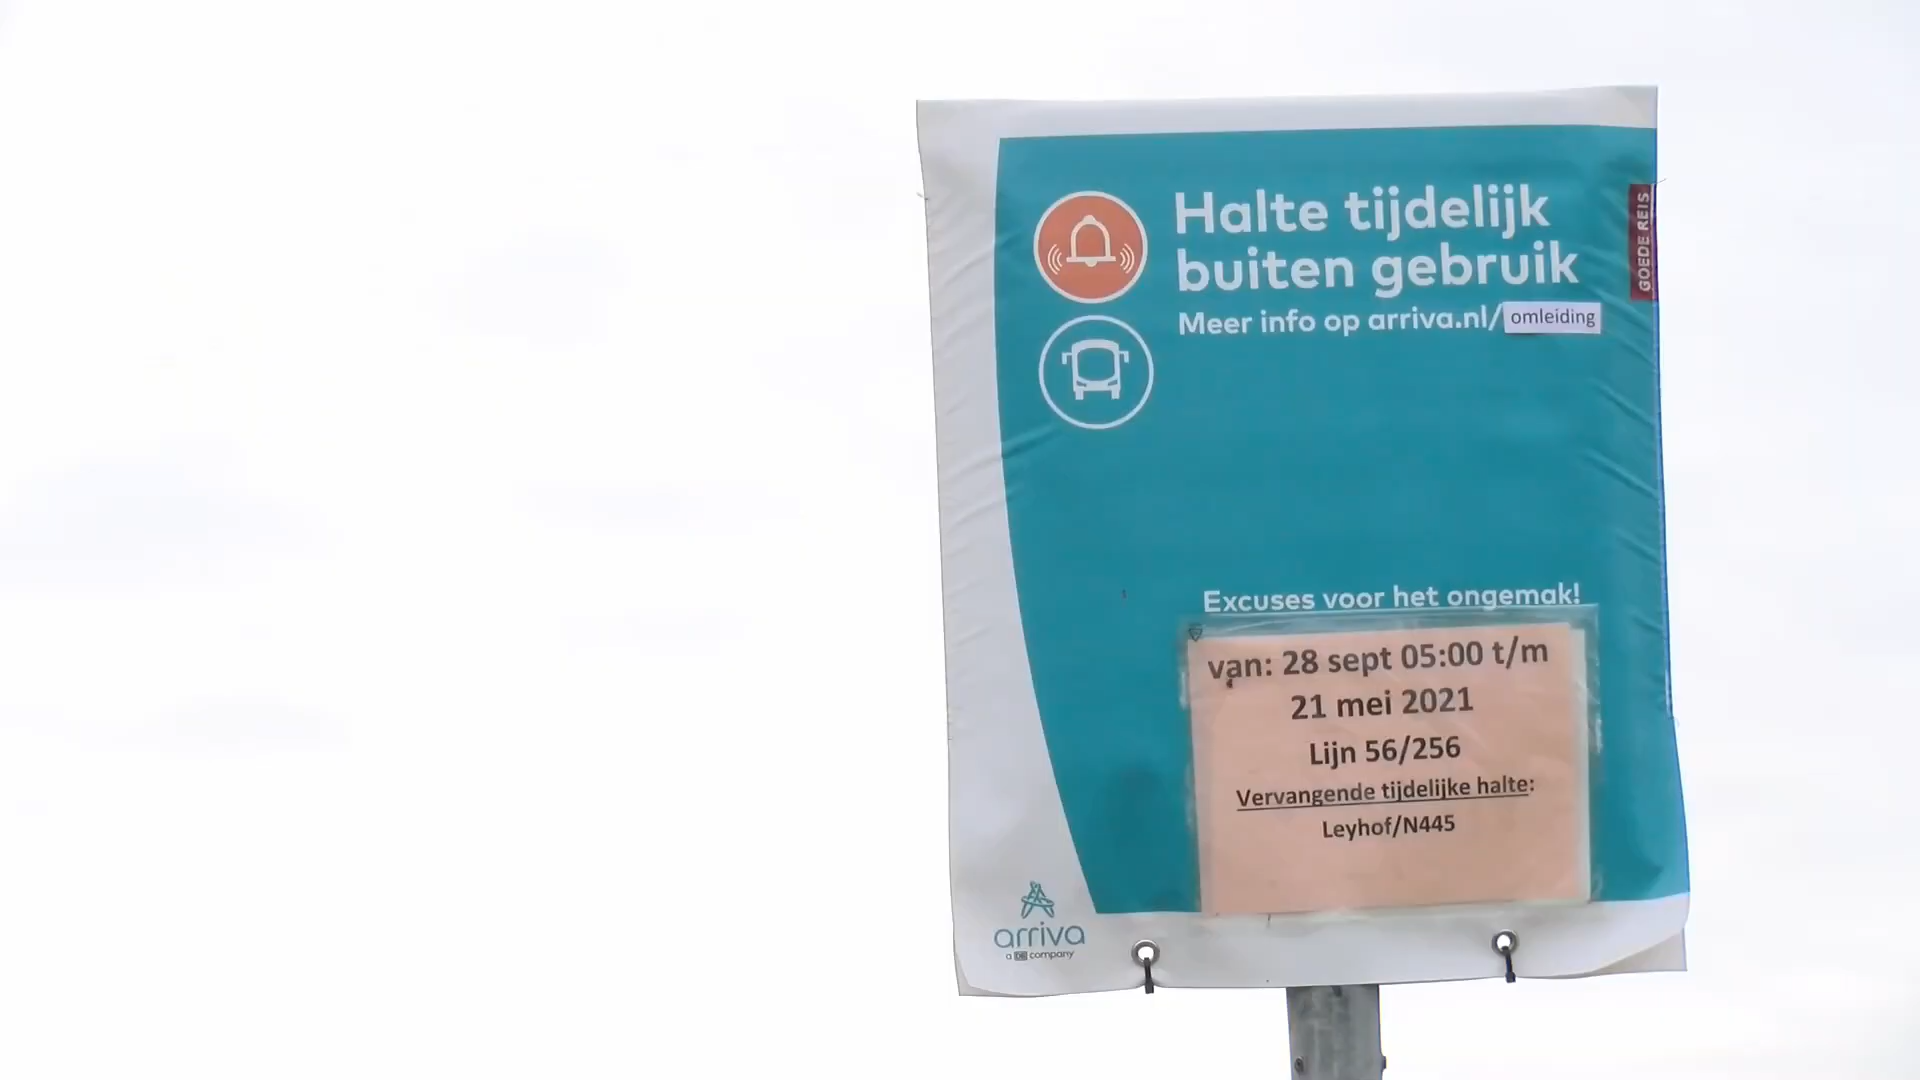 Halte tijdelijk
buiten gebruik
Meer info op arriva.nl/omleiding
GOEDE REIS
Excuses voor het ongemak!
van: 28 sept 05:00 t/m
21 mei 2021
Lijn 56/256
Vervangende tijdelijke halte:
Leyhof/N445
arriva
a DB company